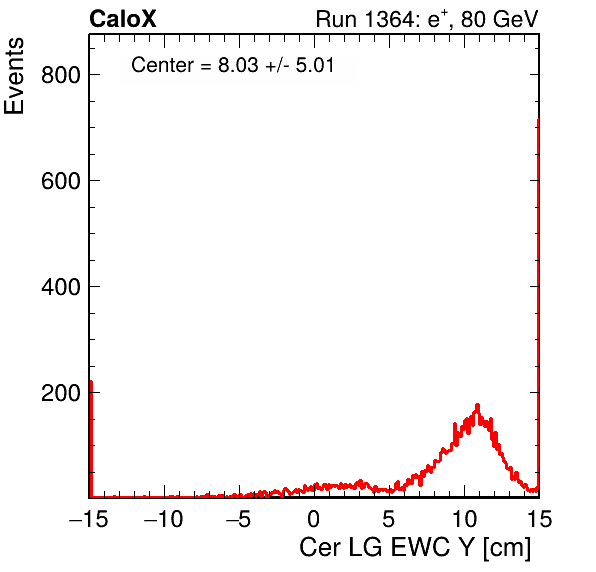 CaloX Run 1364: e⁺, 80 GeV
Center = 8.03 +/- 5.01
Events
800
600
400
200
−15 −10 −5 0 5 10 15
Cer LG EWC Y [cm]